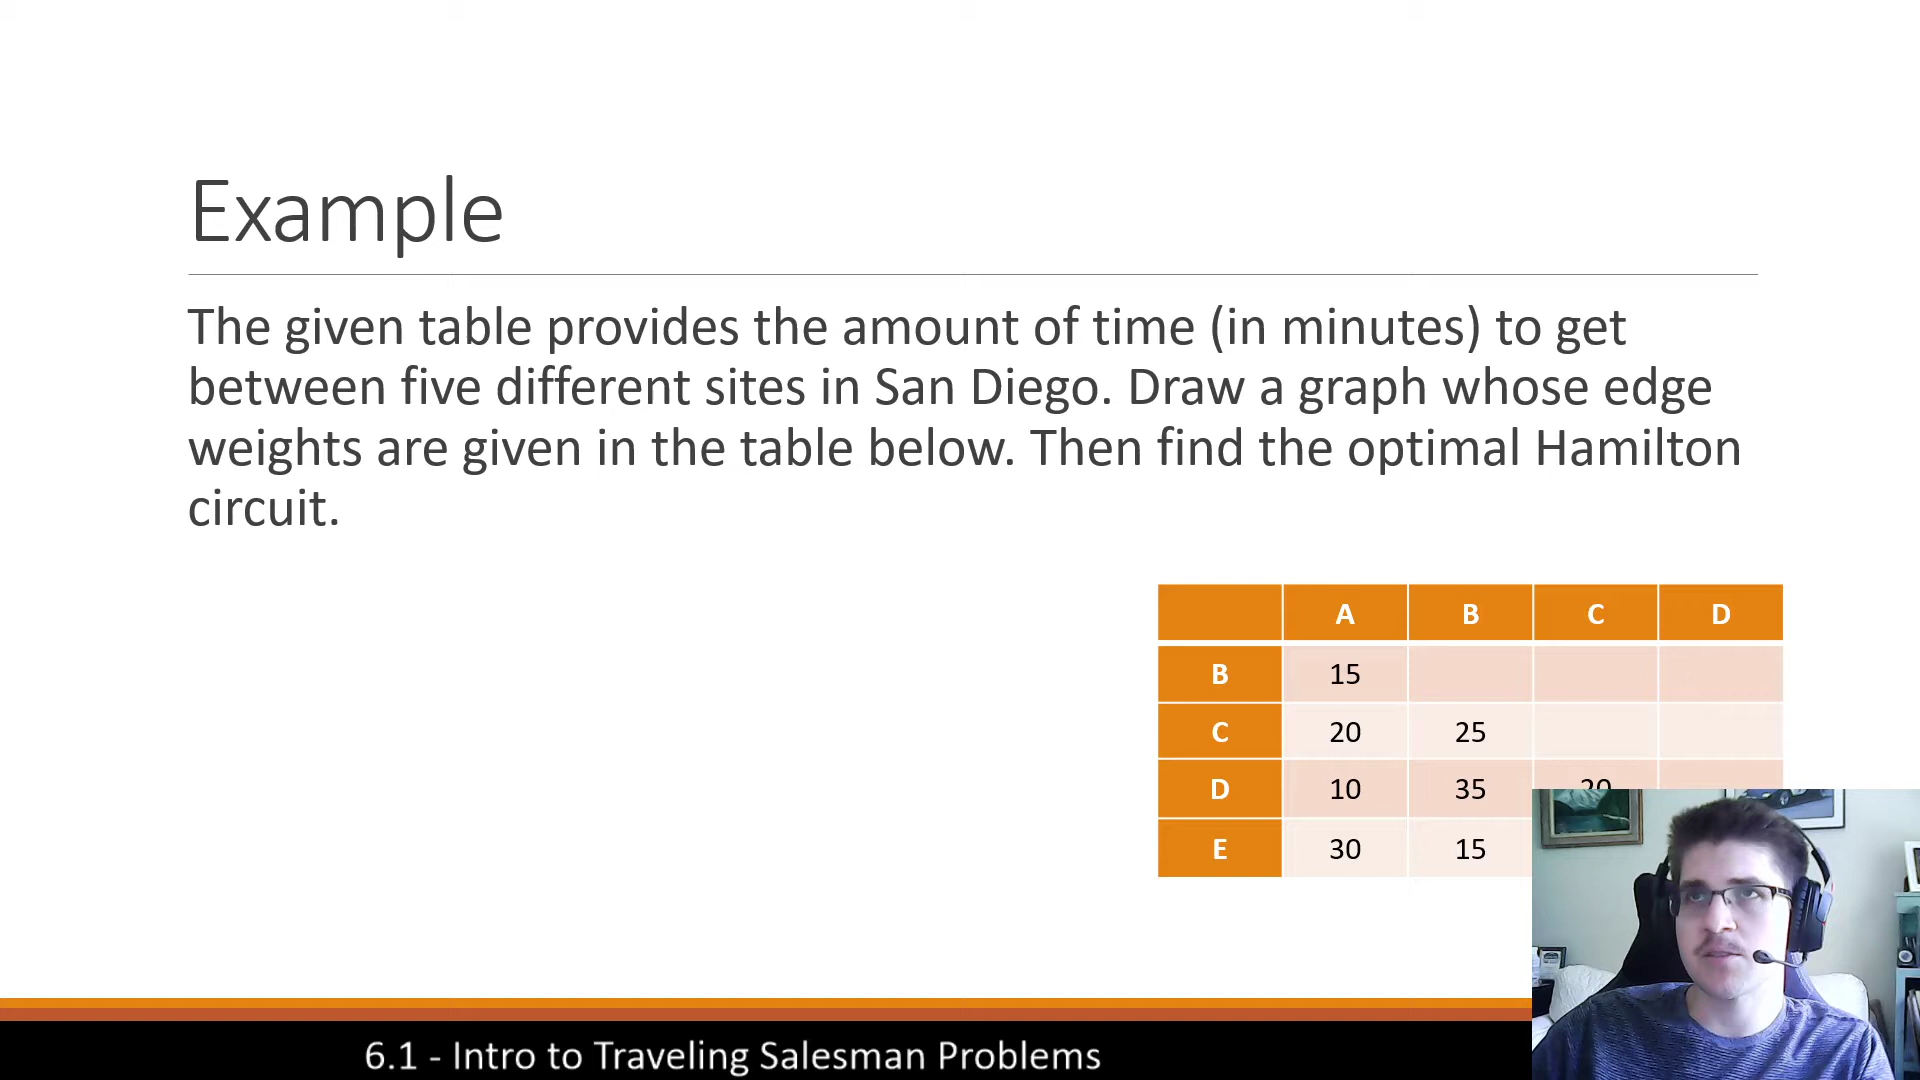 Example
The given table provides the amount of time (in minutes) to get
between five different sites in San Diego. Draw a graph whose edge
weights are given in the table below. Then find the optimal Hamilton
circuit.
A B C D
B 15
C 20 25
D 10 35
E 30 15
6.1 - Intro to Traveling Salesman Problems